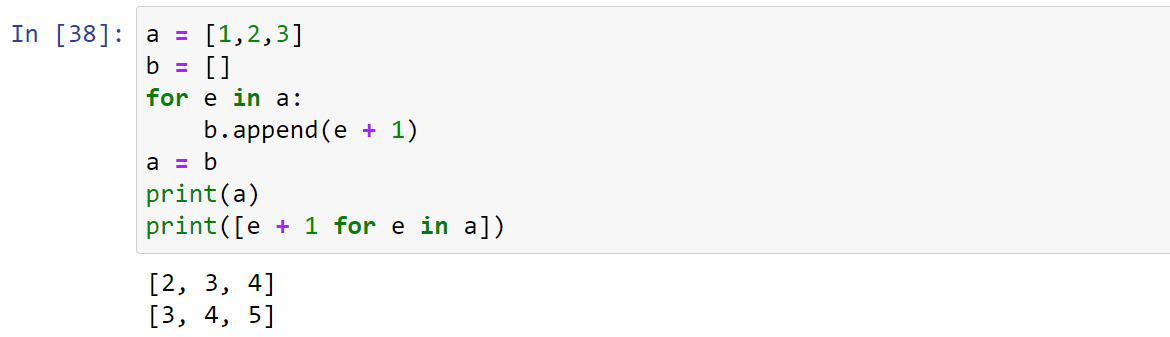 In [38]: a = [1,2,3]
b = []
for e in a:
    b.append(e + 1)
a = b
print(a)
print([e + 1 for e in a])
[2, 3, 4]
[3, 4, 5]